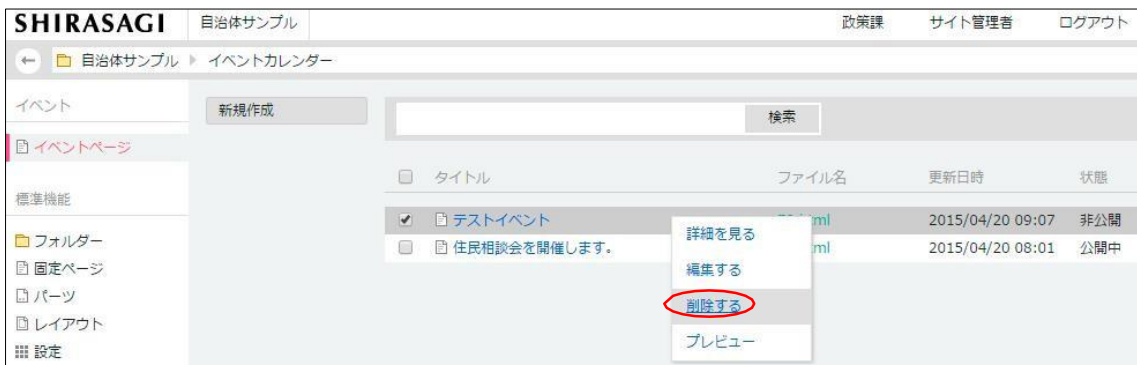 SHIRASAGI 自治体サンプル 政策課 サイト管理者 ログアウト
自治体サンプル イベントカレンダー
イベント
新規作成
検索
イベントページ
タイトル ファイル名 更新日時 状態
標準機能
テストイベント ml 2015/04/20 09:07 非公開
住民相談会を開催します。 ml 2015/04/20 08:01 公開中
詳細を見る
編集する
削除する
プレビュー
フォルダー
固定ページ
パーツ
レイアウト
設定